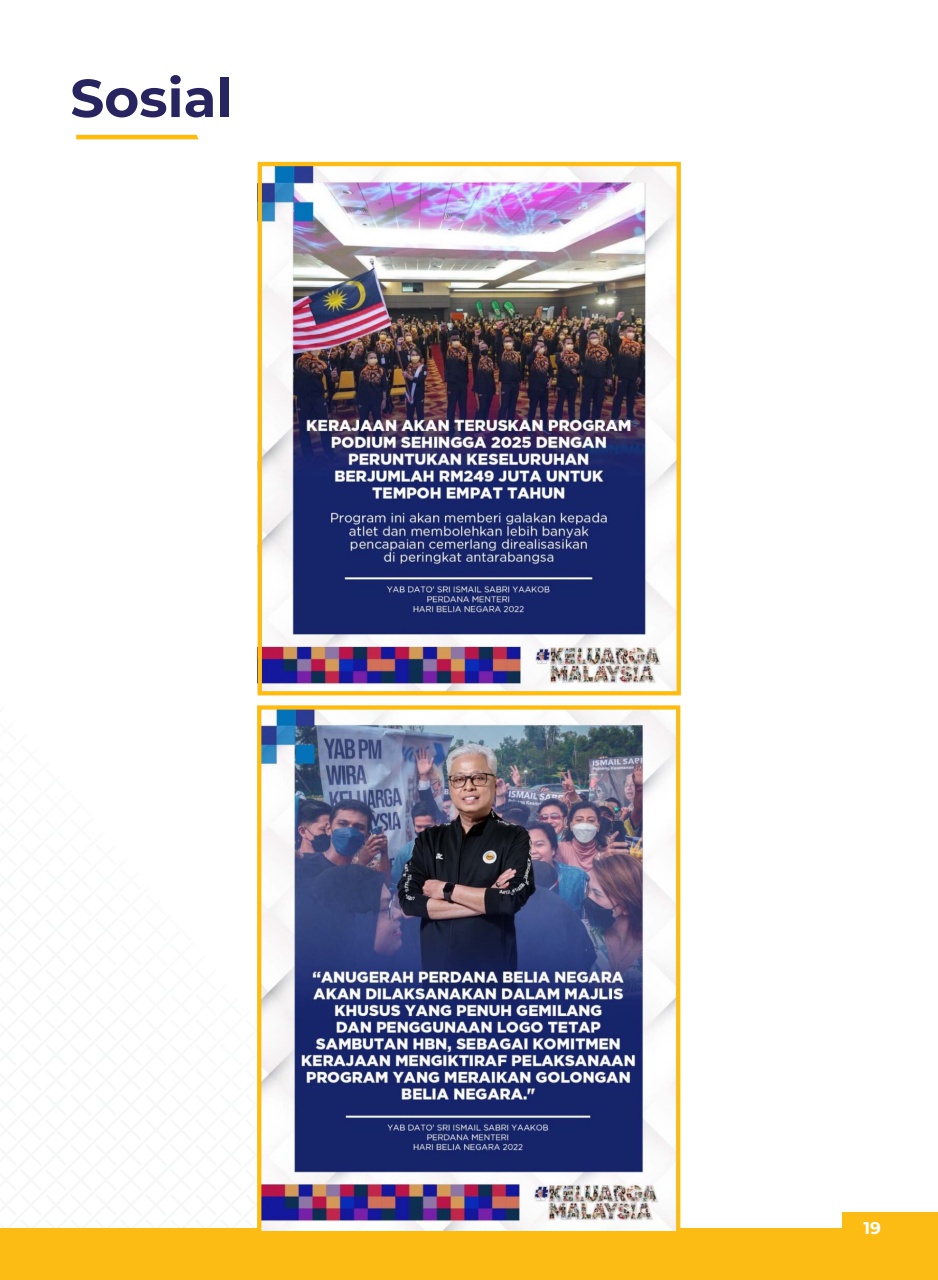 Sosial
KERAJAAN AKAN TERUSKAN PROGRAM
PODIUM SEHINGGA 2025 DENGAN
PERUNTUKAN KESELURUHAN
BERJUMLAH RM249 JUTA UNTUK
TEMPOH EMPAT TAHUN
Program ini akan memberi galakan kepada
atlet dan membolehkan lebih banyak
pencapaian cemerlang direalisasikan
di peringkat antarabangsa
YAB DATO' SRI ISMAIL SABRI YAAKOB
PERDANA MENTERI
HARI BELIA NEGARA 2022
#KELUARGA
MALAYSIA
YAB PM
WIRA
KELUARGA
ISMAIL SABRI
ISMAIL SABR
“ANUGERAH PERDANA BELIA NEGARA
AKAN DILAKSANAKAN DALAM MAJLIS
KHUSUS YANG PENUH GEMILANG
DAN PENGGUNAAN LOGO TETAP
SAMBUTAN HBN, SEBAGAI KOMITMEN
KERAJAAN MENGIKTIRAF PELAKSANAAN
PROGRAM YANG MERAIKAN GOLONGAN
BELIA NEGARA."
YAB DATO' SRI ISMAIL SABRI YAAKOB
PERDANA MENTERI
HARI BELIA NEGARA 2022
#KELUARGA
MALAYSIA
19